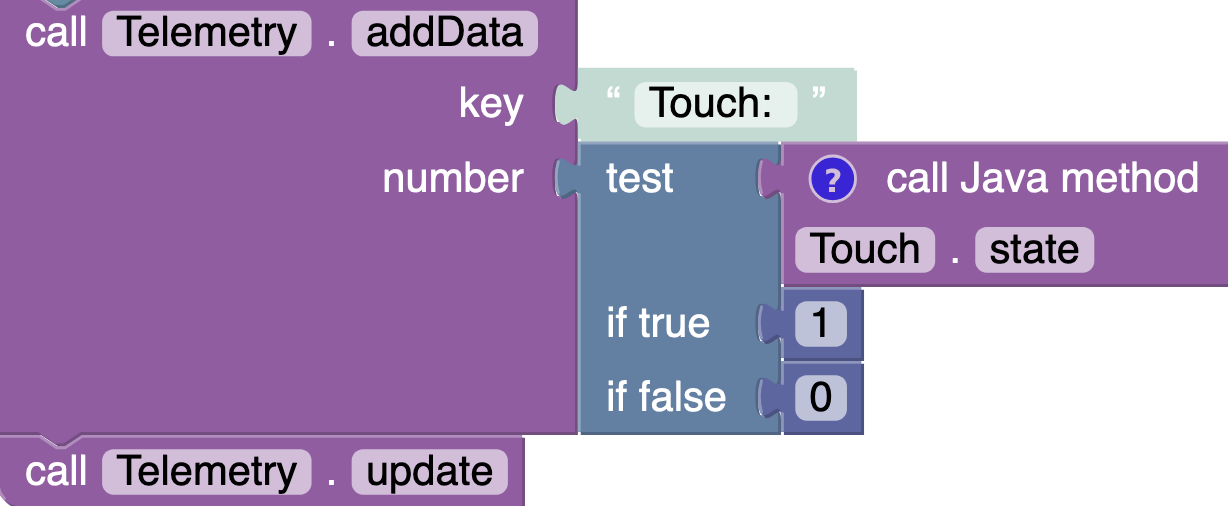 call Telemetry . addData
key “ Touch: ”
number test ? call Java method
Touch . state
if true 1
if false 0
call Telemetry . update